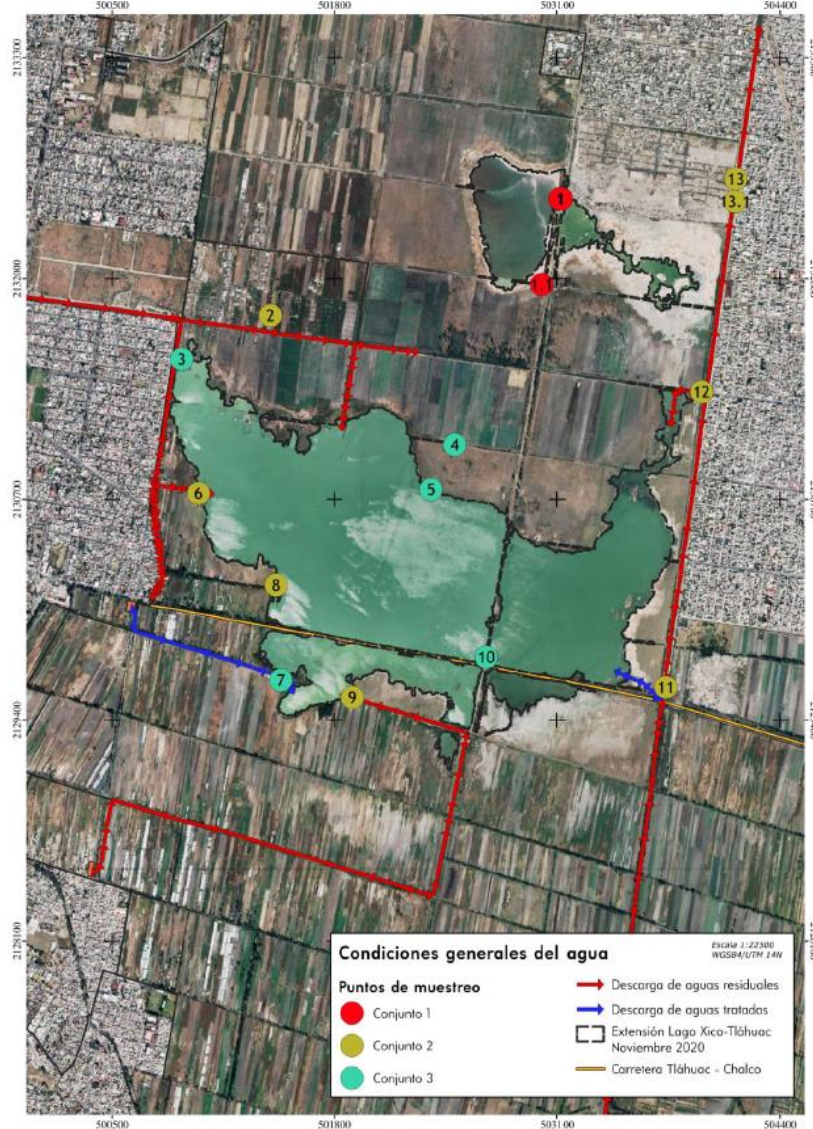 500500 501800 503100 504400
2133300
2133300
13
13.1
1
2132000
1.1
2
3
12
4
5
6
2130700
8
10
7
11
9
2129400
2128100
Condiciones generales del agua
Escala 1:22500
WGS84/UTM 14N
Puntos de muestreo
Conjunto 1
Conjunto 2
Conjunto 3
Descarga de aguas residuales
Descarga de aguas tratadas
Extensión Lago Xico-Tláhuac
Noviembre 2020
Carretera Tláhuac - Chalco
500500 501800 503100 504400